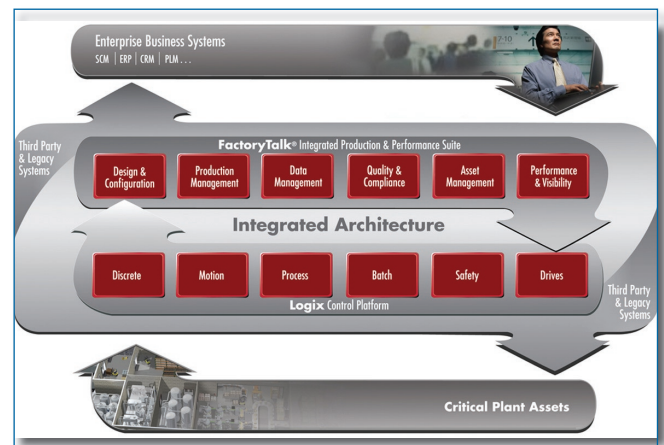 Enterprise Business Systems
SCM | ERP | CRM | PLM . . .
Third Party
& Legacy
Systems
FactoryTalk® Integrated Production & Performance Suite
Design &
Configuration
Production
Management
Data
Management
Quality &
Compliance
Asset
Management
Performance
& Visibility
Integrated Architecture
Discrete
Motion
Process
Batch
Safety
Drives
Logix Control Platform
Third Party
& Legacy
Systems
Critical Plant Assets